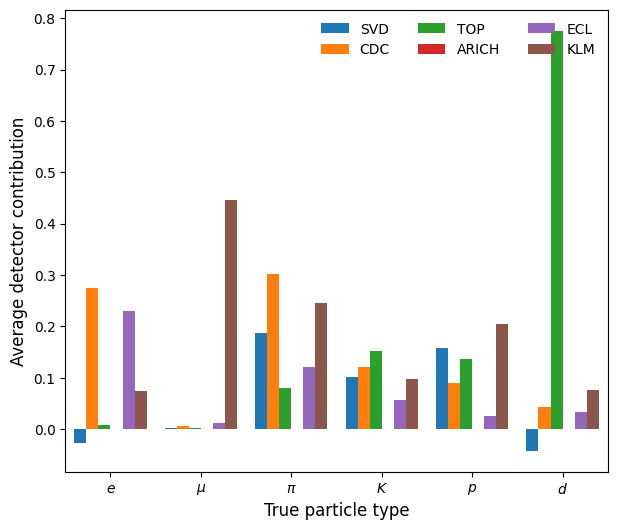 SVD TOP ECL
CDC ARICH KLM
0.8
0.7
0.6
0.5
0.4
0.3
0.2
0.1
0.0
Average detector contribution
e μ π K p d
True particle type